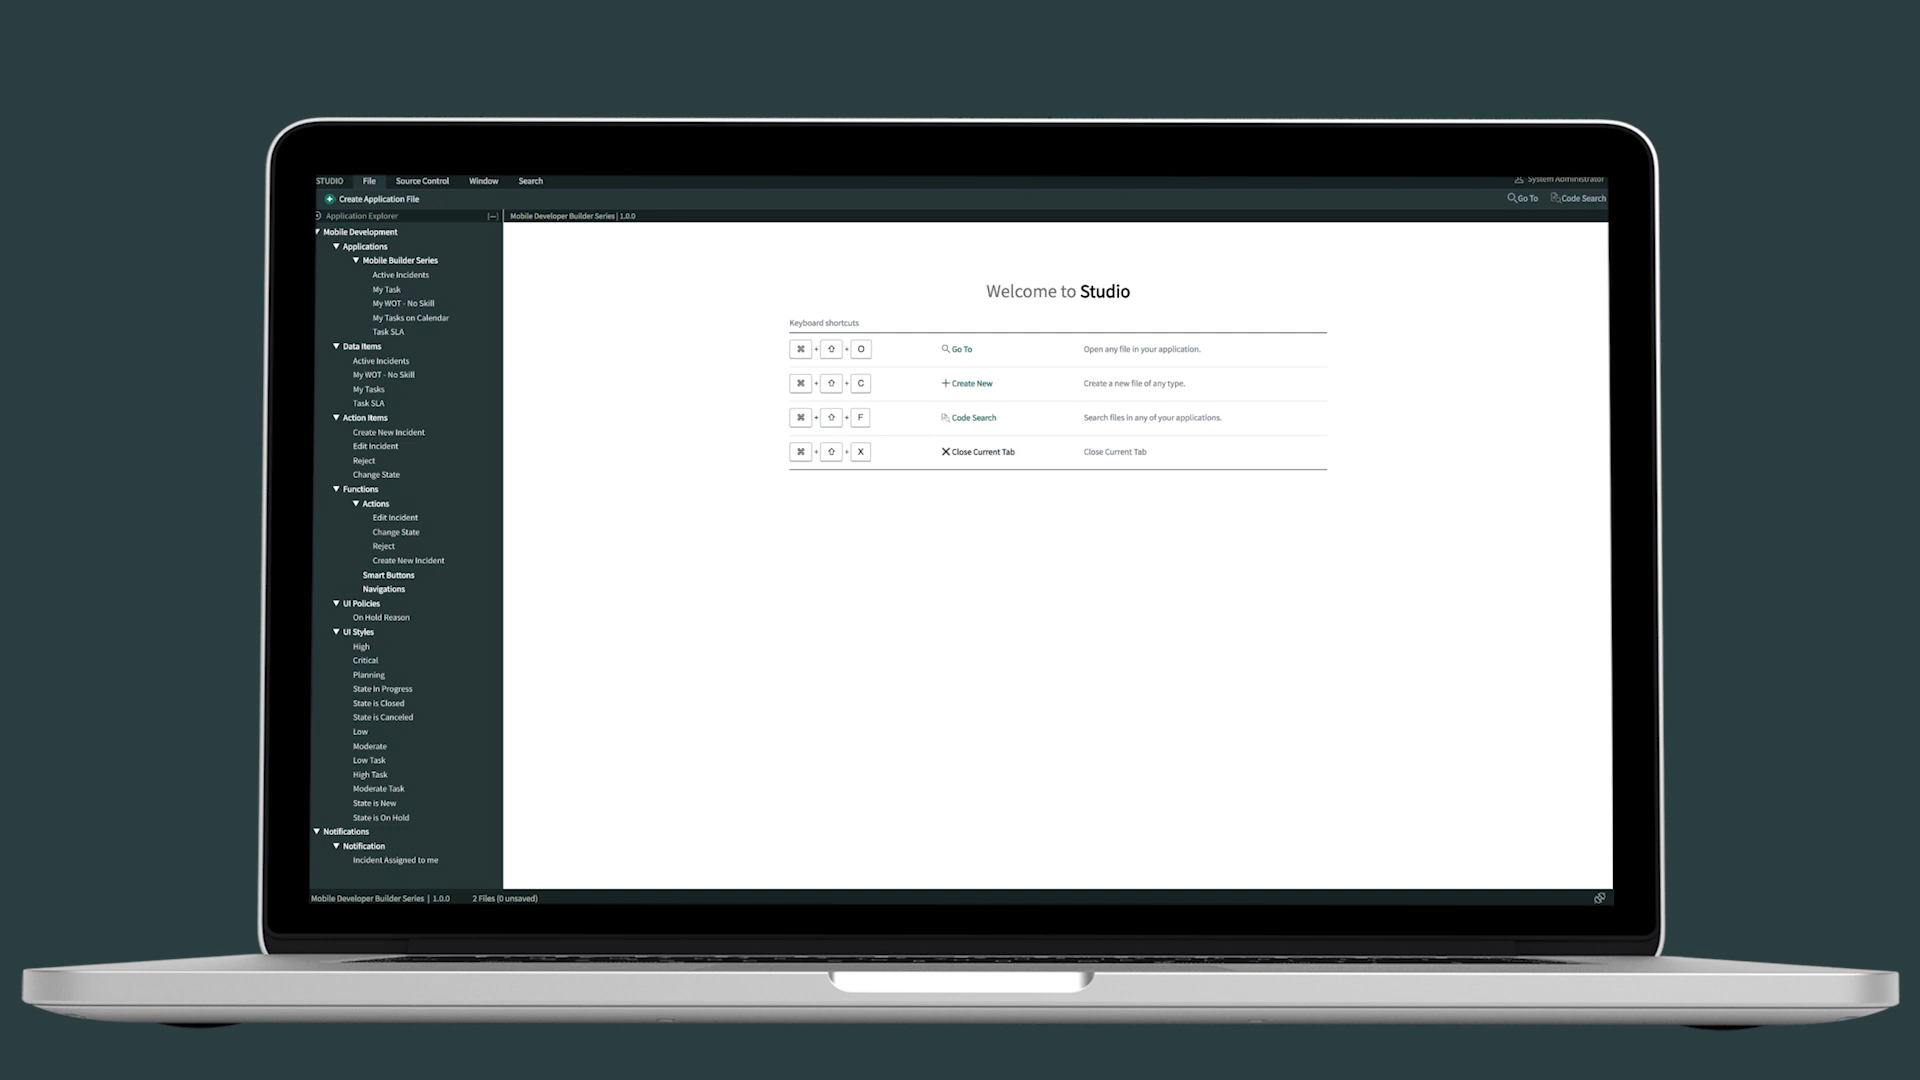 STUDIO File Source Control Window Search System Administrator
Create Application File Go To Code Search
Application Explorer [—] Mobile Developer Builder Series | 1.0.0
Mobile Development
Applications
Mobile Builder Series
Active Incidents
My Task
My WOT - No Skill
My Tasks on Calendar
Task SLA
Data Items
Active Incidents
My WOT - No Skill
My Tasks
Task SLA
Action Items
Create New Incident
Edit Incident
Reject
Change State
Functions
Actions
Edit Incident
Change State
Reject
Create New Incident
Smart Buttons
Navigations
UI Policies
On Hold Reason
UI Styles
High
Critical
Planning
State In Progress
State is Closed
State is Canceled
Low
Moderate
Low Task
High Task
Moderate Task
State is New
State is On Hold
Notifications
Notification
Incident Assigned to me
Welcome to Studio
Keyboard shortcuts
⌘ + ⇧ + O Go To Open any file in your application.
⌘ + ⇧ + C Create New Create a new file of any type.
⌘ + ⇧ + F Code Search Search files in any of your applications.
⌘ + ⇧ + X Close Current Tab Close Current Tab
Mobile Developer Builder Series | 1.0.0 2 Files (0 unsaved)